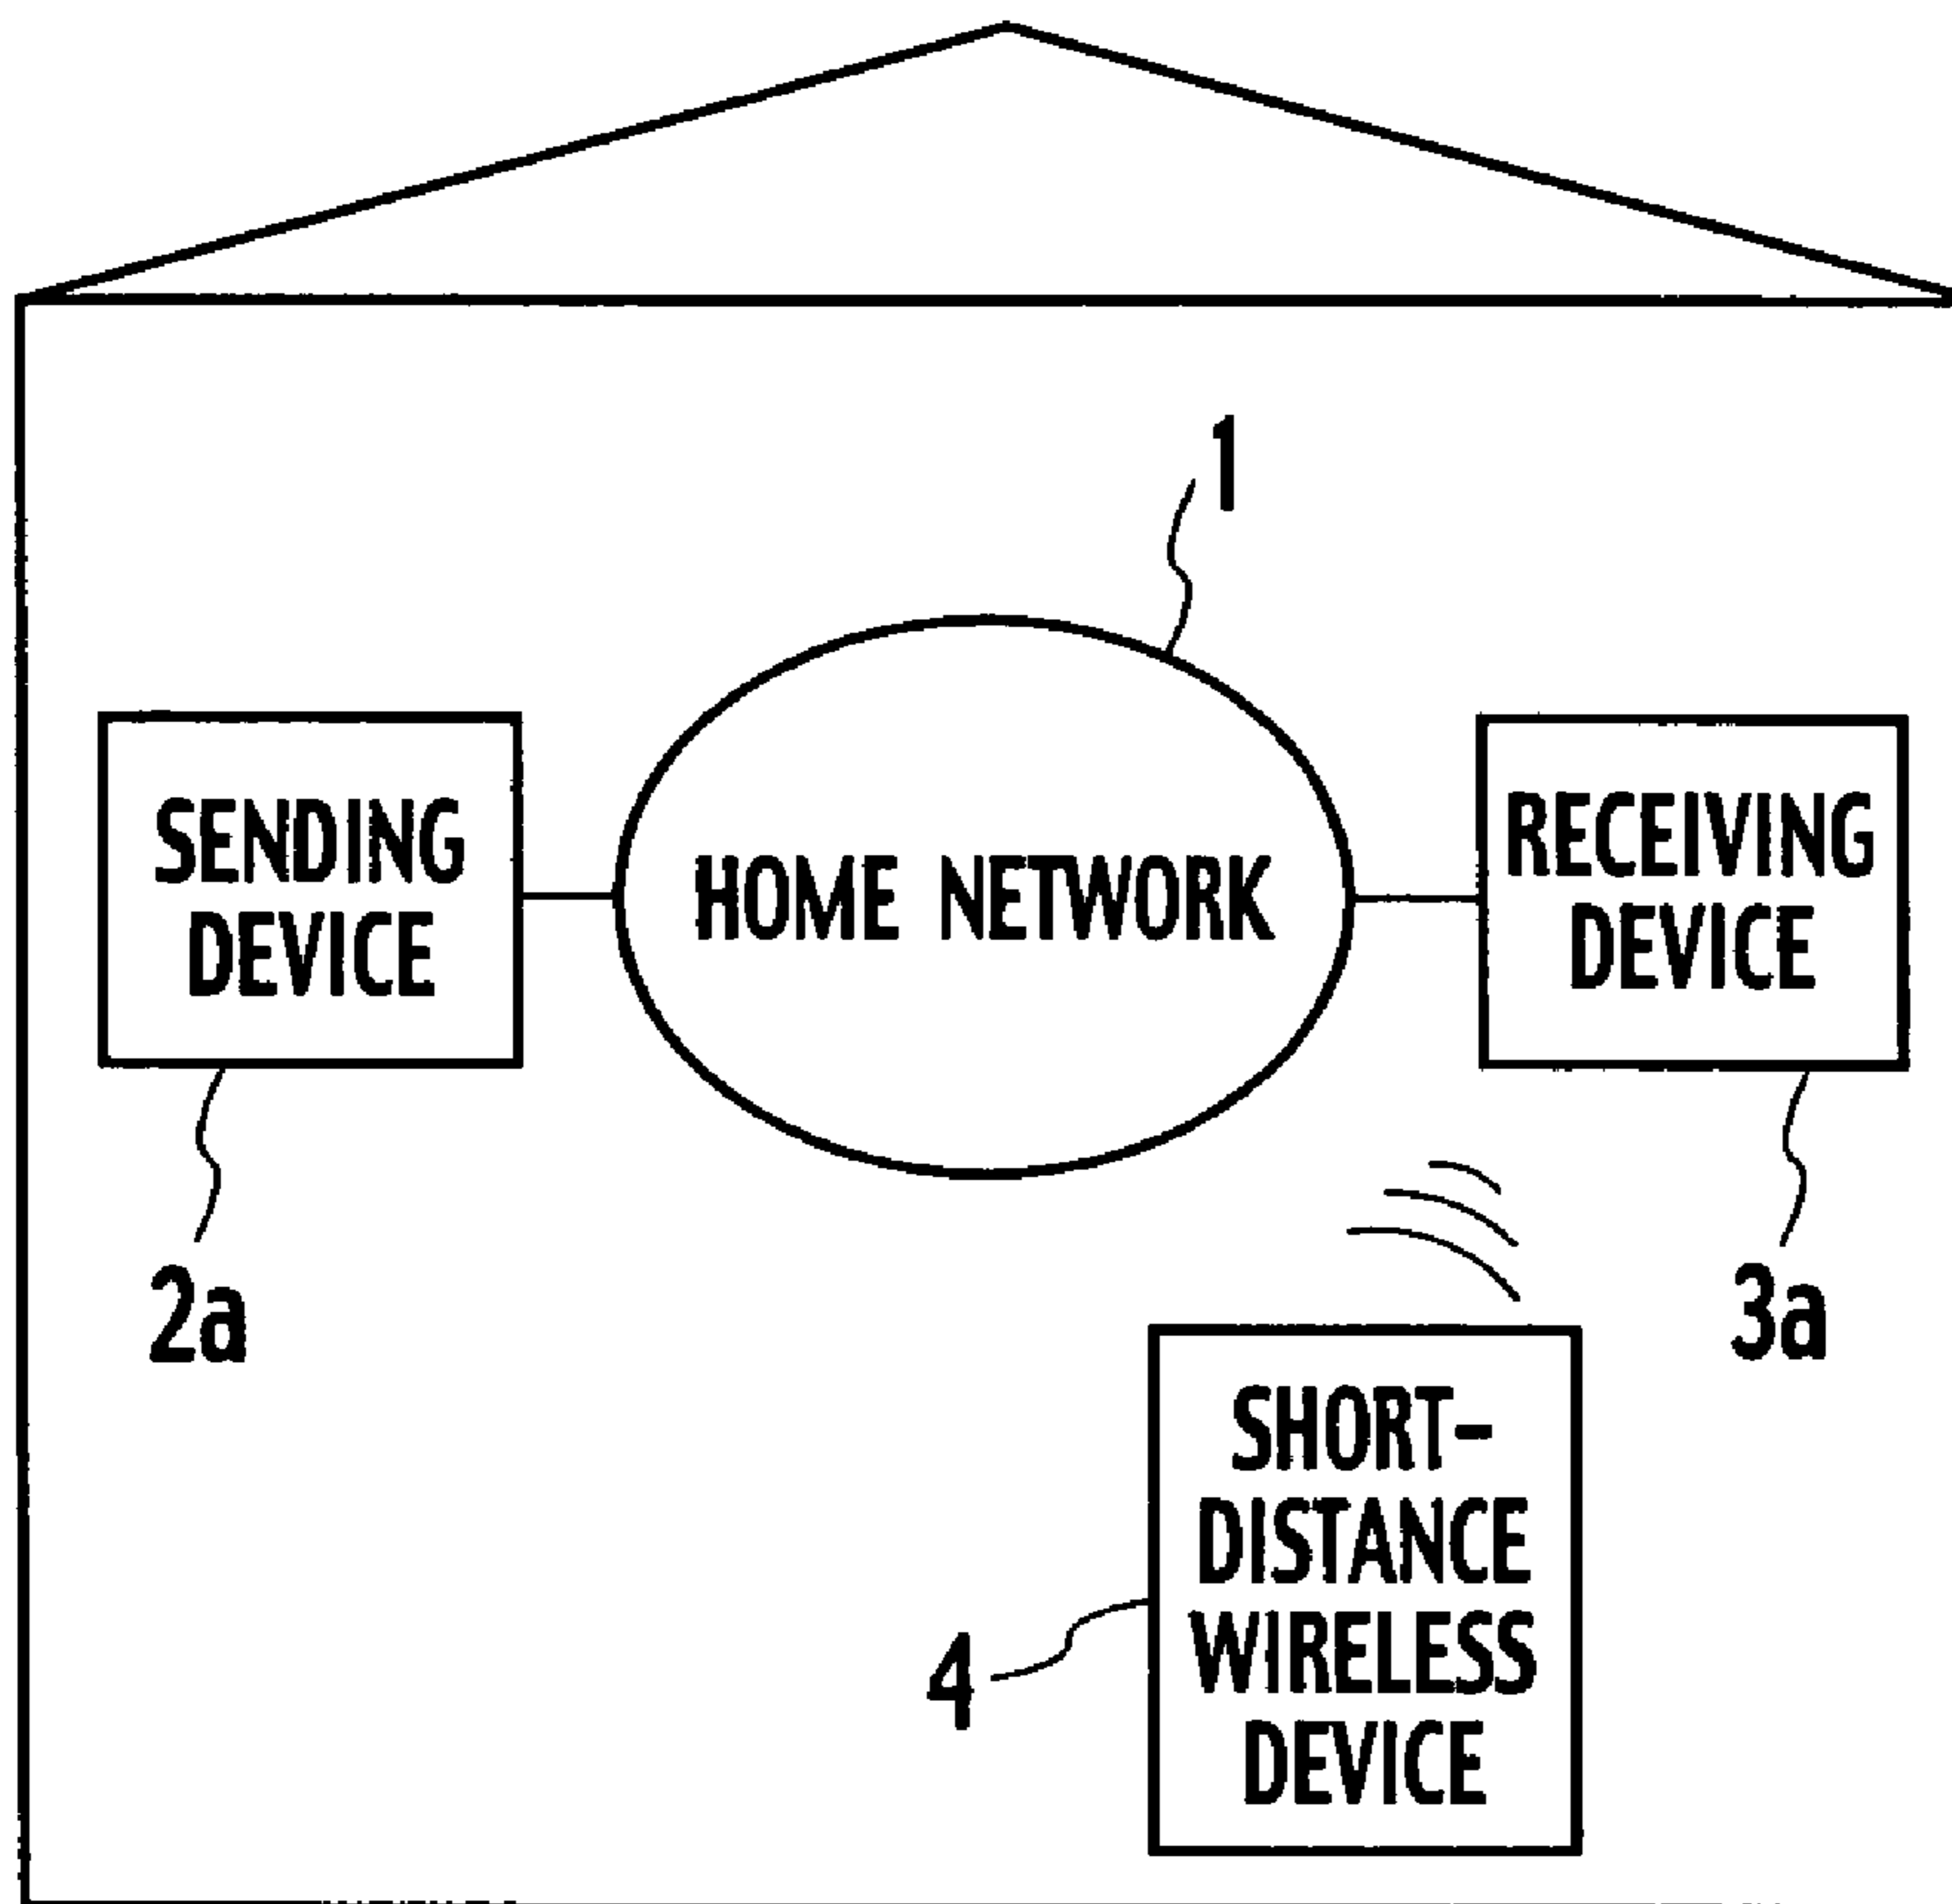 1
SENDING
DEVICE
HOME NETWORK
RECEIVING
DEVICE
2a
3a
SHORT-
DISTANCE
WIRELESS
DEVICE
4